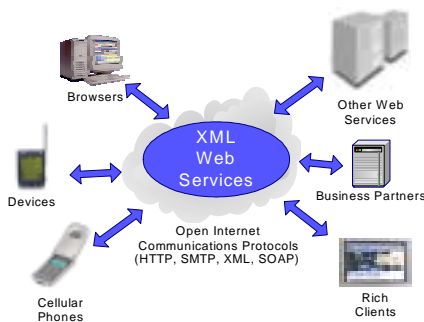 Browsers
Other Web
Services
XML
Web
Services
Devices
Business Partners
Open Internet
Communications Protocols
(HTTP, SMTP, XML, SOAP)
Cellular
Phones
Rich
Clients